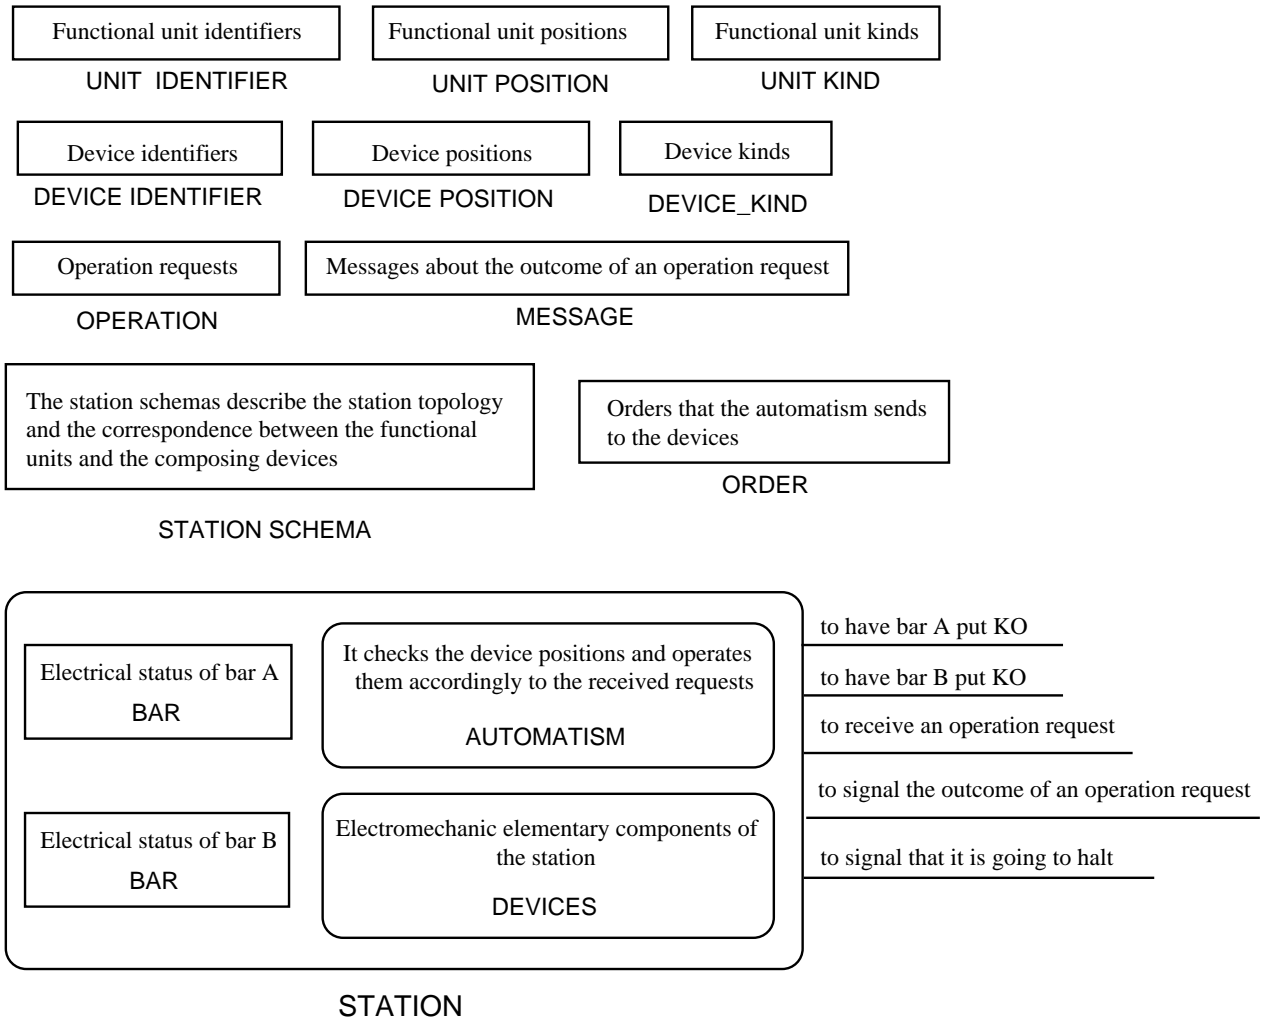 Functional unit identifiers
Functional unit positions
Functional unit kinds
UNIT IDENTIFIER
UNIT POSITION
UNIT KIND
Device identifiers
Device positions
Device kinds
DEVICE IDENTIFIER
DEVICE POSITION
DEVICE_KIND
Operation requests
Messages about the outcome of an operation request
OPERATION
MESSAGE
The station schemas describe the station topology
and the correspondence between the functional
units and the composing devices
STATION SCHEMA
Orders that the automatism sends
to the devices
ORDER
Electrical status of bar A
BAR
It checks the device positions and operates
them accordingly to the received requests
AUTOMATISM
Electrical status of bar B
BAR
Electromechanic elementary components of
the station
DEVICES
to have bar A put KO
to have bar B put KO
to receive an operation request
to signal the outcome of an operation request
to signal that it is going to halt
STATION